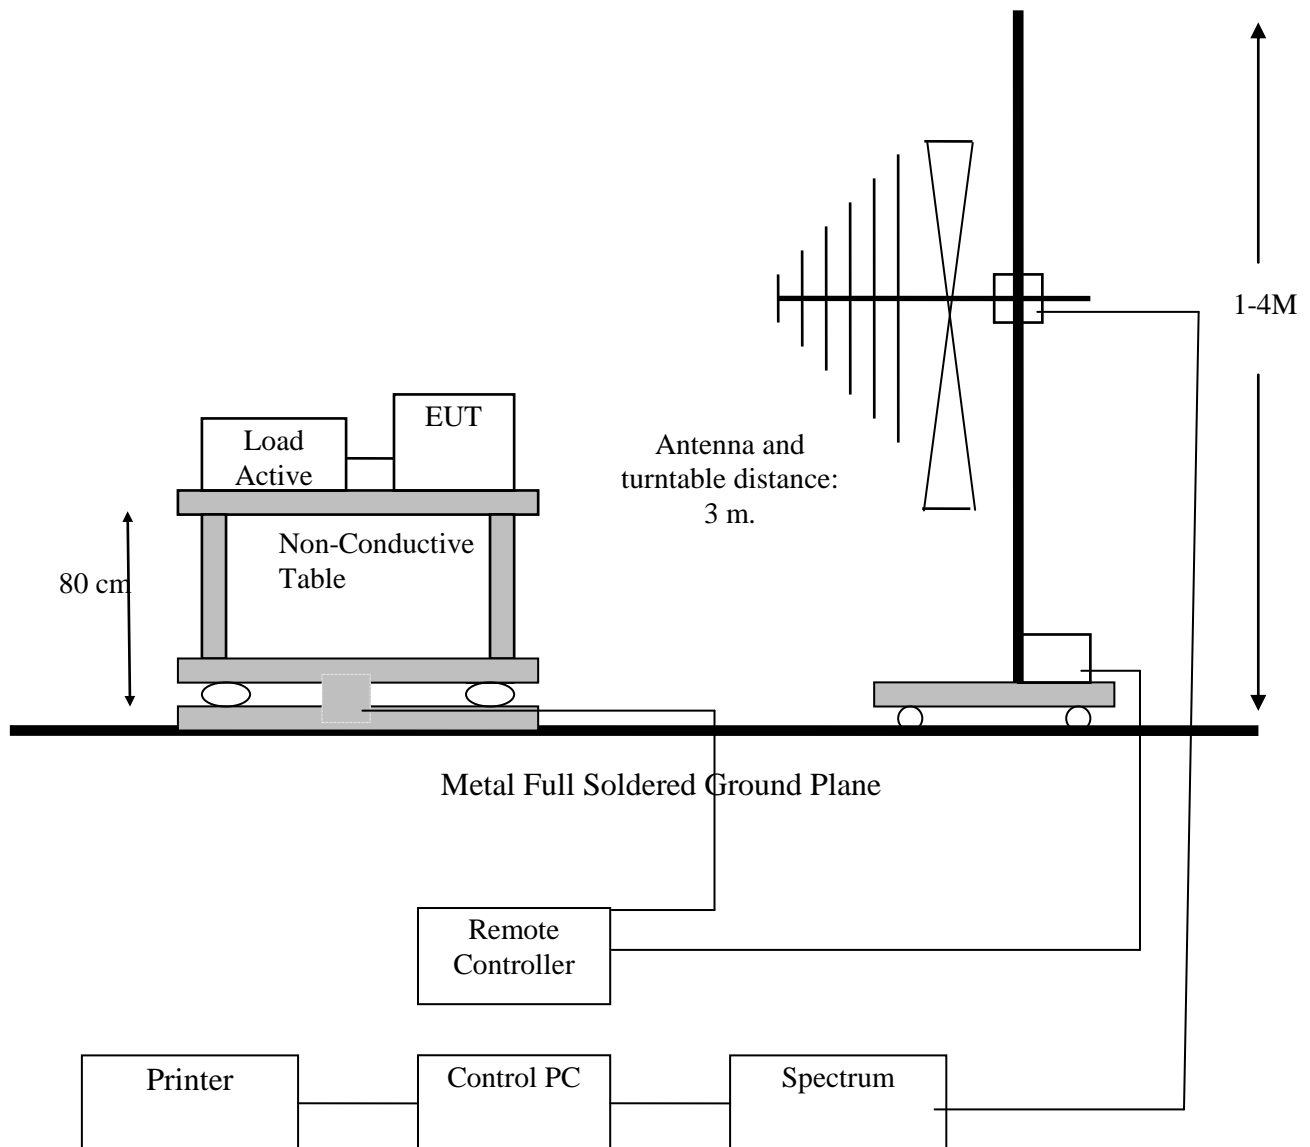 1-4M
EUT
Load
Active
Antenna and
turntable distance:
3 m.
Non-Conductive
Table
80 cm
Metal Full Soldered Ground Plane
Remote
Controller
Printer
Control PC
Spectrum